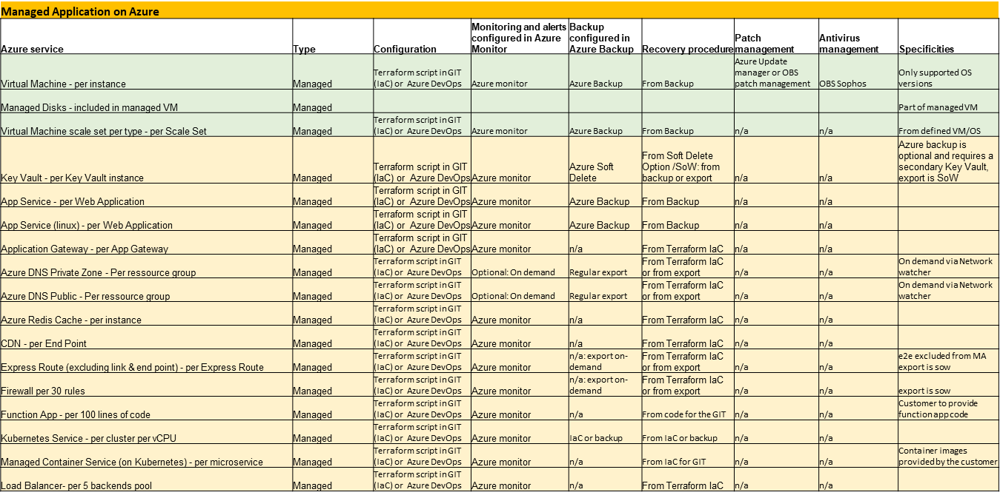 Managed Application on Azure
Azure service
Type
Configuration
Monitoring and alerts
configured in Azure
Monitor
Backup
configured in
Azure Backup
Recovery procedure
Patch
management
Antivirus
management
Specificities
Virtual Machine - per instance
Managed
Terraform script in GIT
(IaC) or Azure DevOps
Azure monitor
Azure Backup
From Backup
Azure Update
manager or OBS
patch management
OBS Sophos
Only supported OS
versions
Managed Disks - included in managed VM
Managed
Part of managed VM
Virtual Machine scale set per type - per Scale Set
Managed
Terraform script in GIT
(IaC) or Azure DevOps
Azure monitor
Azure Backup
From Backup
n/a
n/a
From defined VM/OS
Key Vault - per Key Vault instance
Managed
Terraform script in GIT
(IaC) or Azure DevOps
Azure monitor
Azure Soft
Delete
From Soft Delete
Option /SoW: from
backup or export
n/a
n/a
Azure backup is
optional and requires a
secondary Key Vault,
export is SoW
App Service - per Web Application
Managed
Terraform script in GIT
(IaC) or Azure DevOps
Azure monitor
Azure Backup
From Backup
n/a
n/a
App Service (linux) - per Web Application
Managed
Terraform script in GIT
(IaC) or Azure DevOps
Azure monitor
Azure Backup
From Backup
n/a
n/a
Application Gateway - per App Gateway
Managed
Terraform script in GIT
(IaC) or Azure DevOps
Azure monitor
n/a
From Terraform IaC
n/a
n/a
Azure DNS Private Zone - Per ressource group
Managed
Terraform script in GIT
(IaC) or Azure DevOps
Optional: On demand
Regular export
From Terraform IaC
or from export
n/a
n/a
On demand via Network
watcher
Azure DNS Public - Per ressource group
Managed
Terraform script in GIT
(IaC) or Azure DevOps
Optional: On demand
Regular export
From Terraform IaC
or from export
n/a
n/a
On demand via Network
watcher
Azure Redis Cache - per instance
Managed
Terraform script in GIT
(IaC) or Azure DevOps
Azure monitor
n/a
From Terraform IaC
n/a
n/a
CDN - per End Point
Managed
Terraform script in GIT
(IaC) or Azure DevOps
Azure monitor
n/a
From Terraform IaC
n/a
n/a
Express Route (excluding link & end point) - per Express Route
Managed
Terraform script in GIT
(IaC) or Azure DevOps
Azure monitor
n/a: export on-
demand
From Terraform IaC
or from export
n/a
n/a
e2e excluded from MA
export is sow
Firewall per 30 rules
Managed
Terraform script in GIT
(IaC) or Azure DevOps
Azure monitor
n/a: export on-
demand
From Terraform IaC
or from export
n/a
n/a
export is sow
Function App - per 100 lines of code
Managed
Terraform script in GIT
(IaC) or Azure DevOps
Azure monitor
n/a
From code for the GIT
n/a
n/a
Customer to provide
function app code
Kubernetes Service - per cluster per vCPU
Managed
Terraform script in GIT
(IaC) or Azure DevOps
Azure monitor
IaC or backup
From IaC or backup
n/a
n/a
Managed Container Service (on Kubernetes) - per microservice
Managed
Terraform script in GIT
(IaC) or Azure DevOps
Azure monitor
n/a
From IaC for GIT
n/a
n/a
Container images
provided by the customer
Load Balancer- per 5 backends pool
Managed
Terraform script in GIT
(IaC) or Azure DevOps
Azure monitor
n/a
From Terraform IaC
n/a
n/a